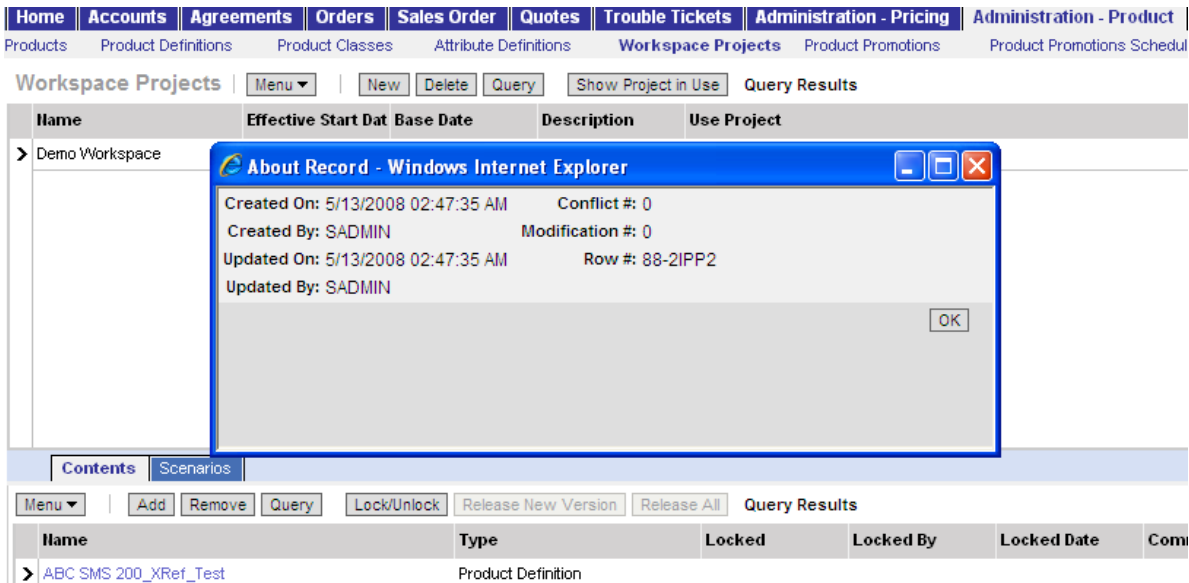 Home Accounts Agreements Orders Sales Order Quotes Trouble Tickets Administration - Pricing Administration - Product
Products Product Definitions Product Classes Attribute Definitions Workspace Projects Product Promotions Product Promotions Schedul
Workspace Projects Menu New Delete Query Show Project in Use Query Results
Name Effective Start Dat Base Date Description Use Project
Demo Workspace
About Record - Windows Internet Explorer
Created On: 5/13/2008 02:47:35 AM Conflict #: 0
Created By: SADMIN Modification #: 0
Updated On: 5/13/2008 02:47:35 AM Row #: 88-2IPP2
Updated By: SADMIN
OK
Contents Scenarios
Menu Add Remove Query Lock/Unlock Release New Version Release All Query Results
Name Type Locked Locked By Locked Date Com
ABC SMS 200_XRef_Test Product Definition